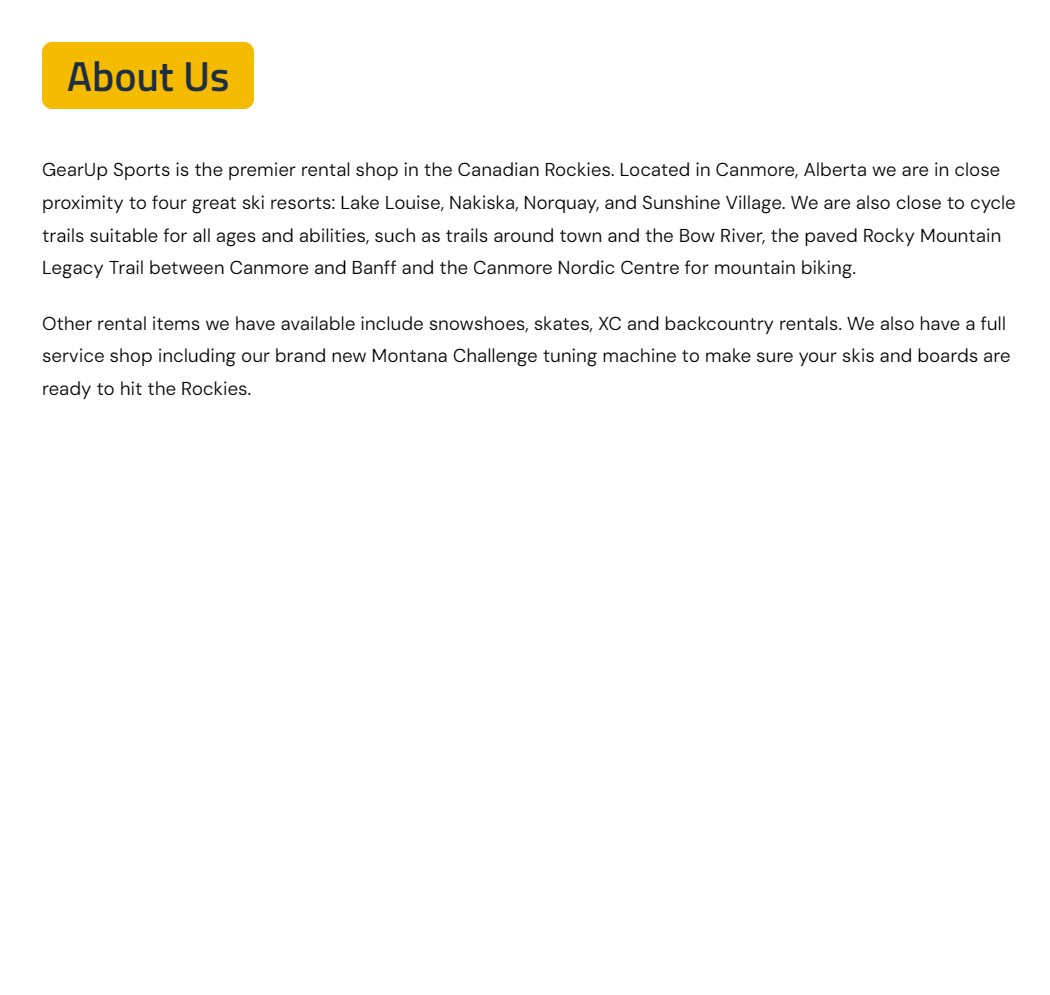 About Us
GearUp Sports is the premier rental shop in the Canadian Rockies. Located in Canmore, Alberta we are in close
proximity to four great ski resorts: Lake Louise, Nakiska, Norquay, and Sunshine Village. We are also close to cycle
trails suitable for all ages and abilities, such as trails around town and the Bow River, the paved Rocky Mountain
Legacy Trail between Canmore and Banff and the Canmore Nordic Centre for mountain biking.
Other rental items we have available include snowshoes, skates, XC and backcountry rentals. We also have a full
service shop including our brand new Montana Challenge tuning machine to make sure your skis and boards are
ready to hit the Rockies.